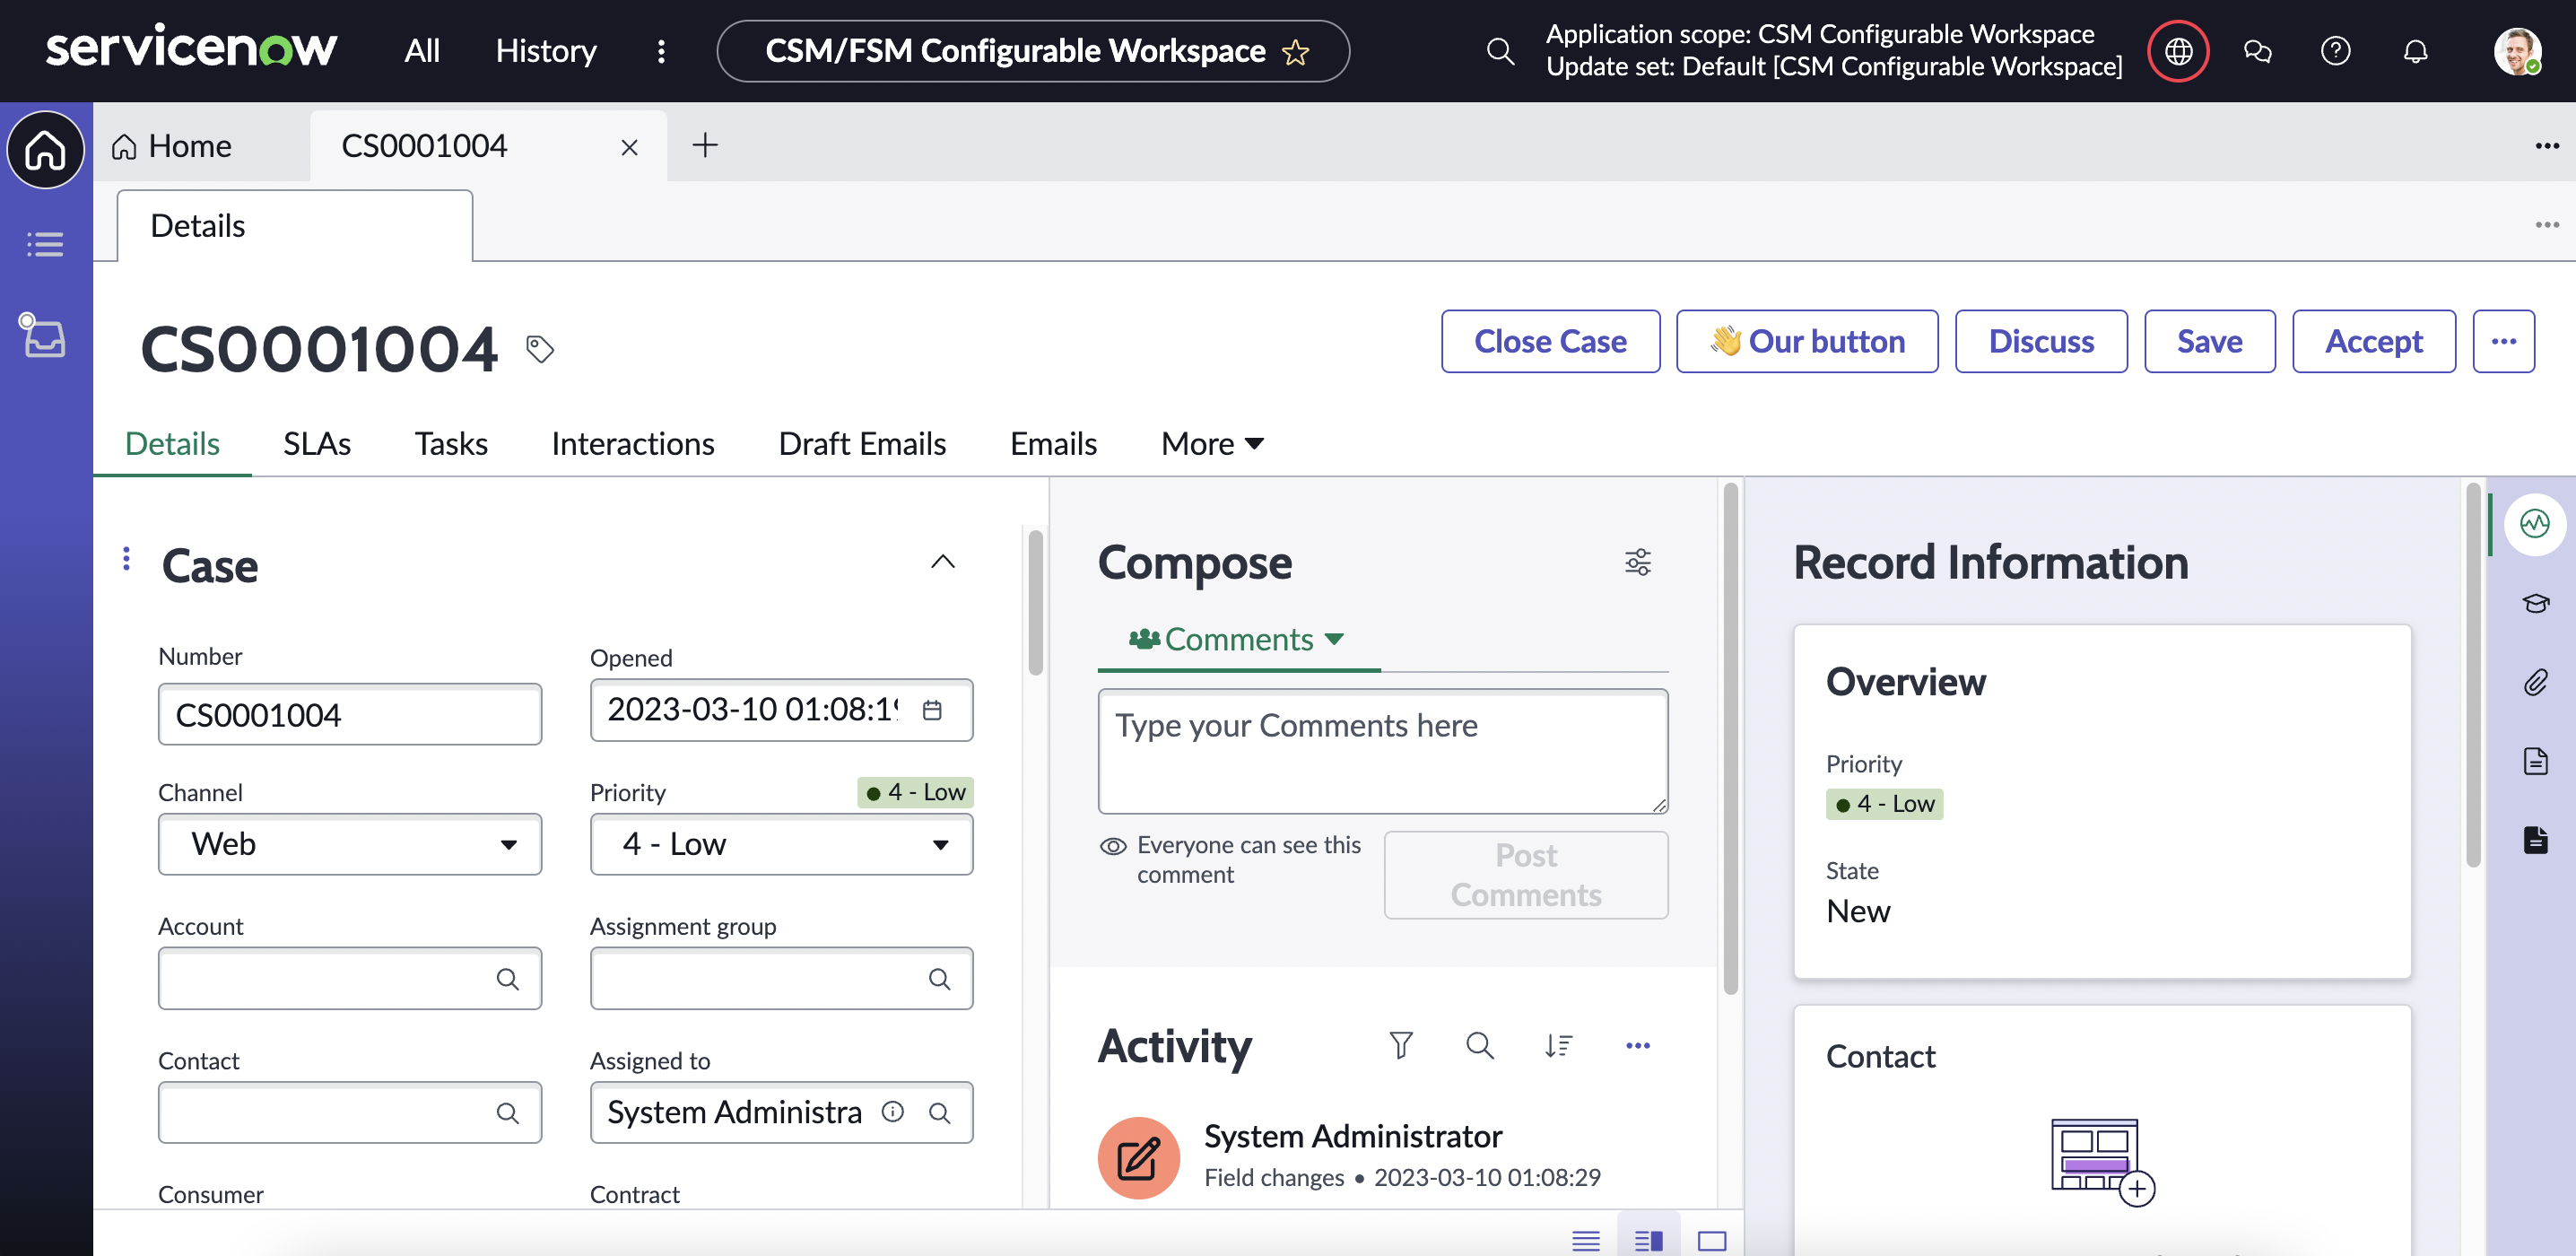 servicenow
All
History
CSM/FSM Configurable Workspace
Application scope: CSM Configurable Workspace
Update set: Default [CSM Configurable Workspace]
Home
CS0001004
Details
CS0001004
Close Case
👋 Our button
Discuss
Save
Accept
Details
SLAs
Tasks
Interactions
Draft Emails
Emails
More
Case
Number
CS0001004
Opened
2023-03-10 01:08:1
Channel
Web
Priority
4 - Low
4 - Low
Account
Assignment group
Contact
Assigned to
System Administra
Consumer
Contract
Compose
Comments
Type your Comments here
Everyone can see this
comment
Post
Comments
Activity
System Administrator
Field changes • 2023-03-10 01:08:29
Record Information
Overview
Priority
4 - Low
State
New
Contact